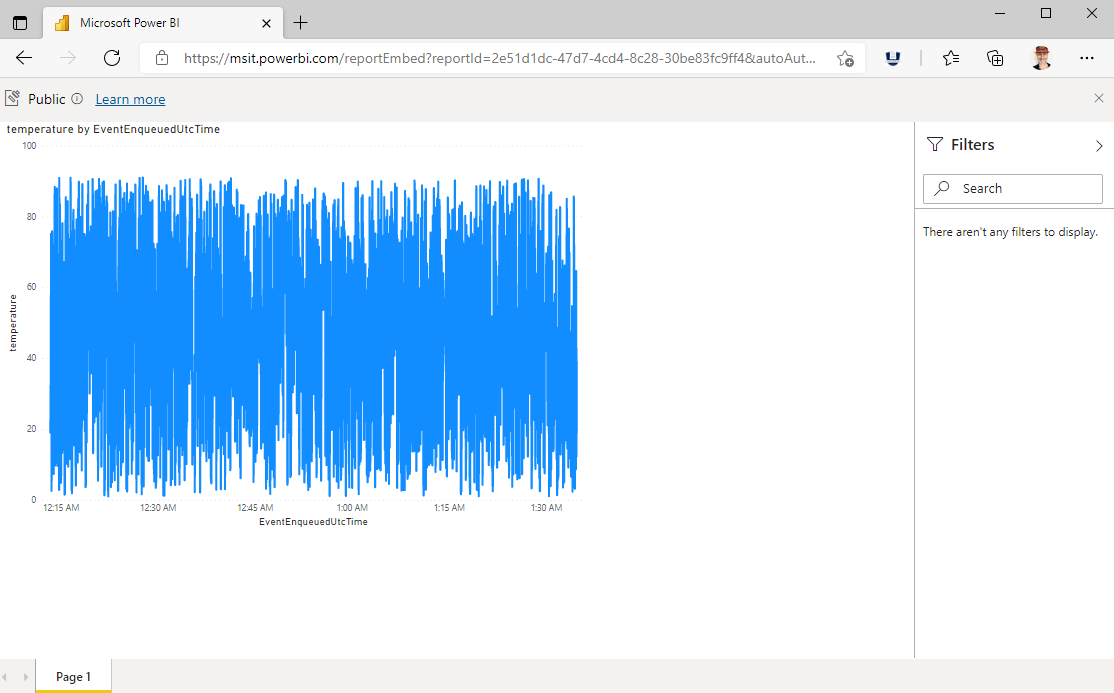 Microsoft Power BI
https://msit.powerbi.com/reportEmbed?reportId=2e51d1dc-47d7-4cd4-8c28-30be83fc9ff4&autoAut...
Public Learn more
temperature by EventEnqueuedUtcTime
100
80
60
40
20
0
temperature
12:15 AM 12:30 AM 12:45 AM 1:00 AM 1:15 AM 1:30 AM
EventEnqueuedUtcTime
Filters
Search
There aren't any filters to display.
Page 1